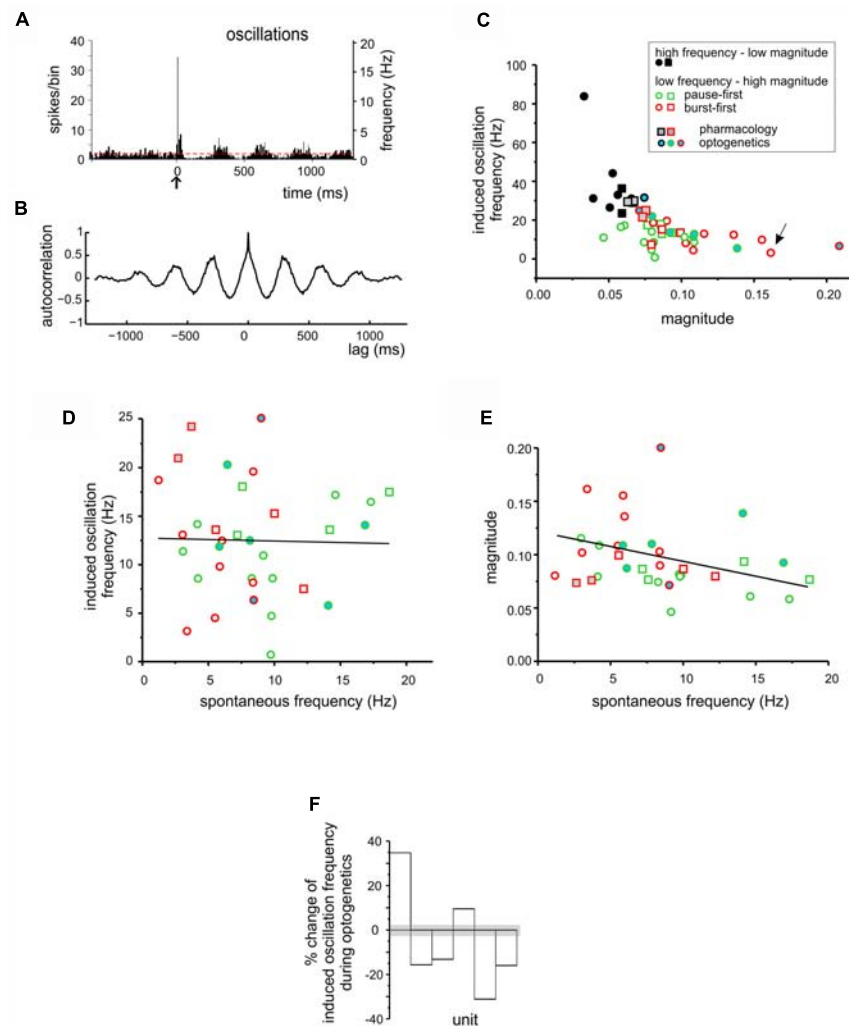 A
oscillations
spikes/bin
40
30
20
10
0
frequency (Hz)
20
15
10
5
0
0
500
1000
time (ms)
B
autocorrelation
1
0.5
0
−0.5
−1
−1000
−500
0
500
1000
lag (ms)
C
induced oscillation
frequency (Hz)
100
80
60
40
20
0
0.00
0.05
0.10
0.15
0.20
magnitude
high frequency - low magnitude
low frequency - high magnitude
pause-first
burst-first
pharmacology
optogenetics
D
induced oscillation
frequency (Hz)
25
20
15
10
5
0
0
5
10
15
20
spontaneous frequency (Hz)
E
magnitude
0.20
0.15
0.10
0.05
0.00
0
5
10
15
20
spontaneous frequency (Hz)
F
% change of
induced oscillation frequency
during optogenetics
40
20
0
-20
-40
unit